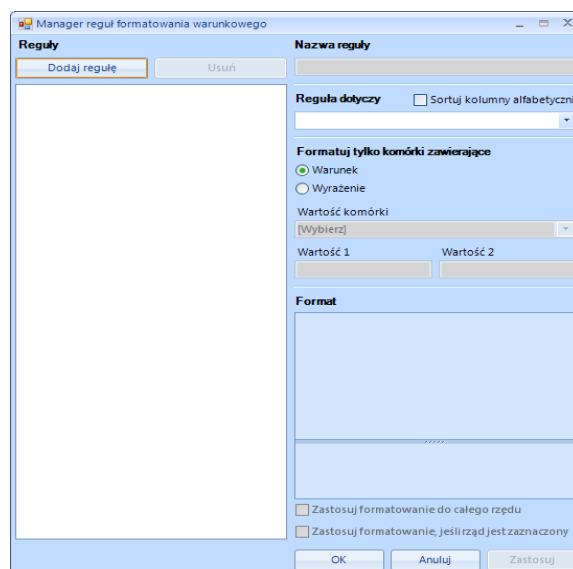 Manager reguł formatowania warunkowego
Reguły
Dodaj regułę
Usuń
Nazwa reguły
Reguła dotyczy
Sortuj kolumny alfabetyczni
Formatuj tylko komórki zawierające
Warunek
Wyrażenie
Wartość komórki
[Wybierz]
Wartość 1
Wartość 2
Format
Zastosuj formatowanie do całego rzędu
Zastosuj formatowanie, jeśli rząd jest zaznaczony
OK
Anuluj
Zastosuj